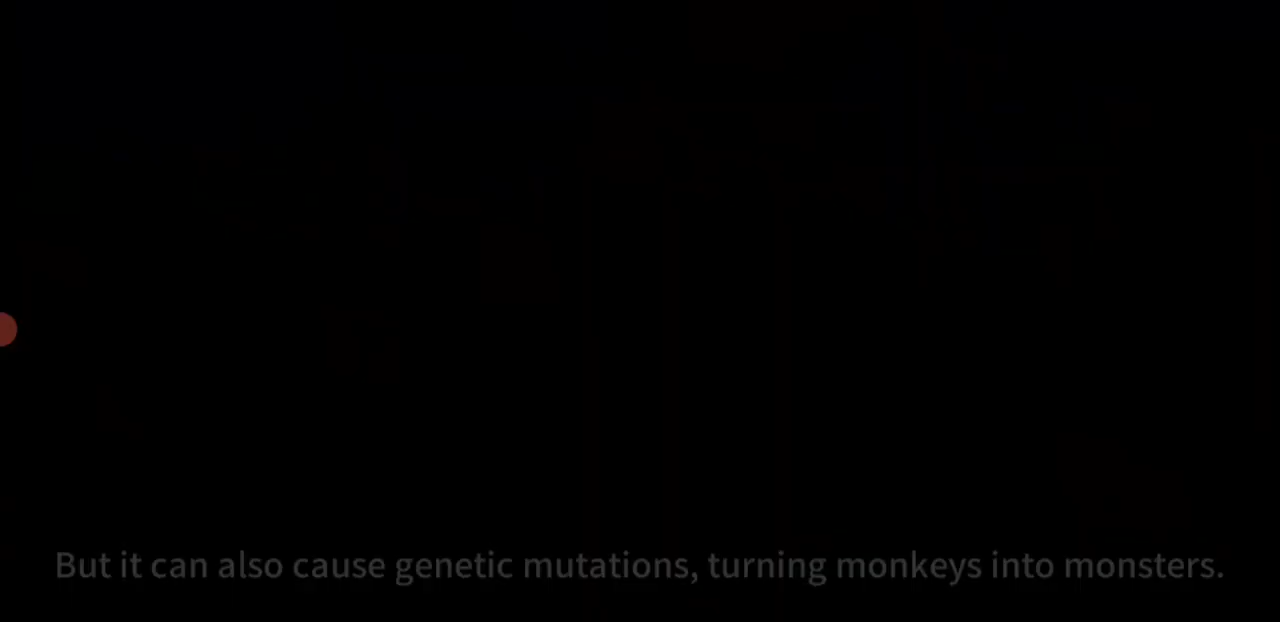 But it can also cause genetic mutations, turning monkeys into monsters.